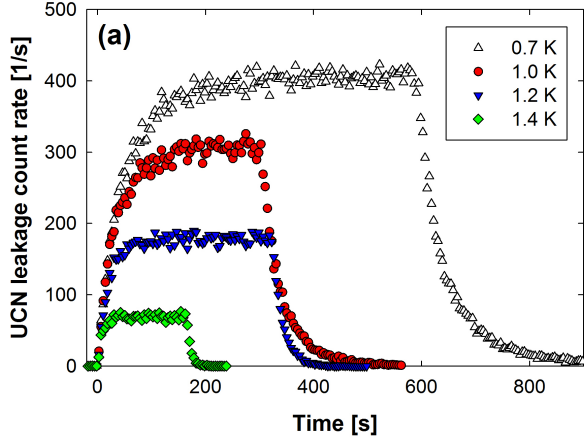 (a)
0.7 K
1.0 K
1.2 K
1.4 K
UCN leakage count rate [1/s]
500
400
300
200
100
0
0 200 400 600 800
Time [s]